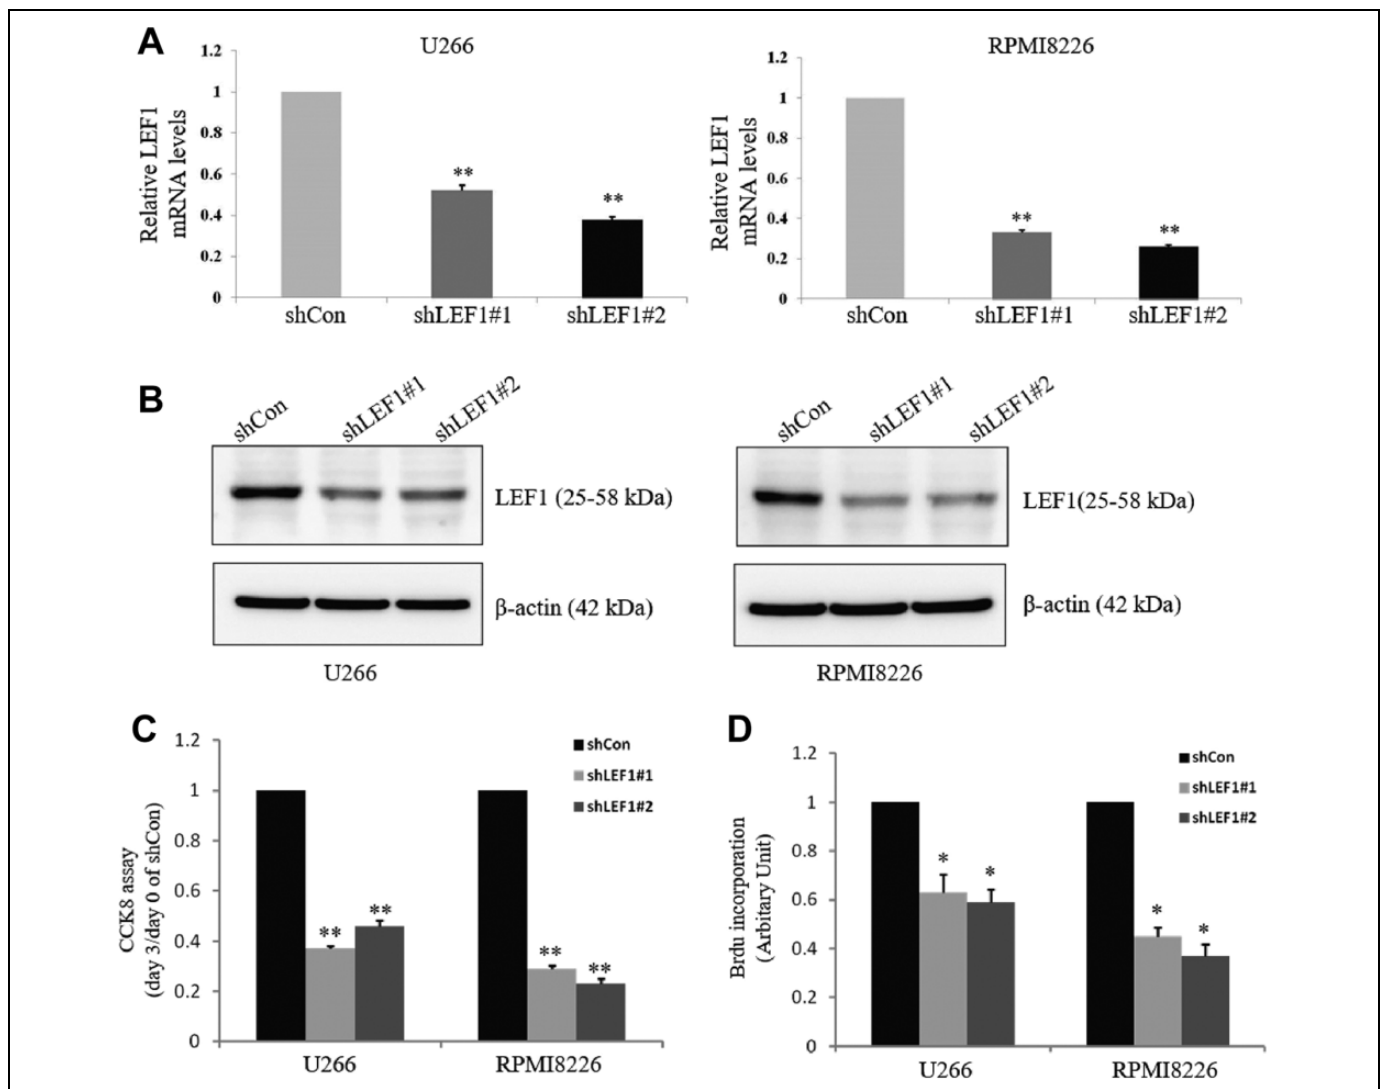 A
U266
1.2
1
0.8
0.6
0.4
0.2
0
Relative LEF1
mRNA levels
**
**
shCon
shLEF1#1
shLEF1#2
RPMI8226
1.2
1
0.8
0.6
0.4
0.2
0
Relative LEF1
mRNA levels
**
**
shCon
shLEF1#1
shLEF1#2
B
shCon
shLEF1#1
shLEF1#2
LEF1 (25-58 kDa)
β-actin (42 kDa)
U266
shCon
shLEF1#1
shLEF1#2
LEF1(25-58 kDa)
β-actin (42 kDa)
RPMI8226
C
1.2
1
0.8
0.6
0.4
0.2
0
CCK8 assay
(day 3/day 0 of shCon)
shCon
shLEF1#1
shLEF1#2
**
**
**
**
U266
RPMI8226
D
1.2
1
0.8
0.6
0.4
0.2
0
Brdu incorporation
(Arbitary Unit)
shCon
shLEF1#1
shLEF1#2
*
*
*
*
U266
RPMI8226